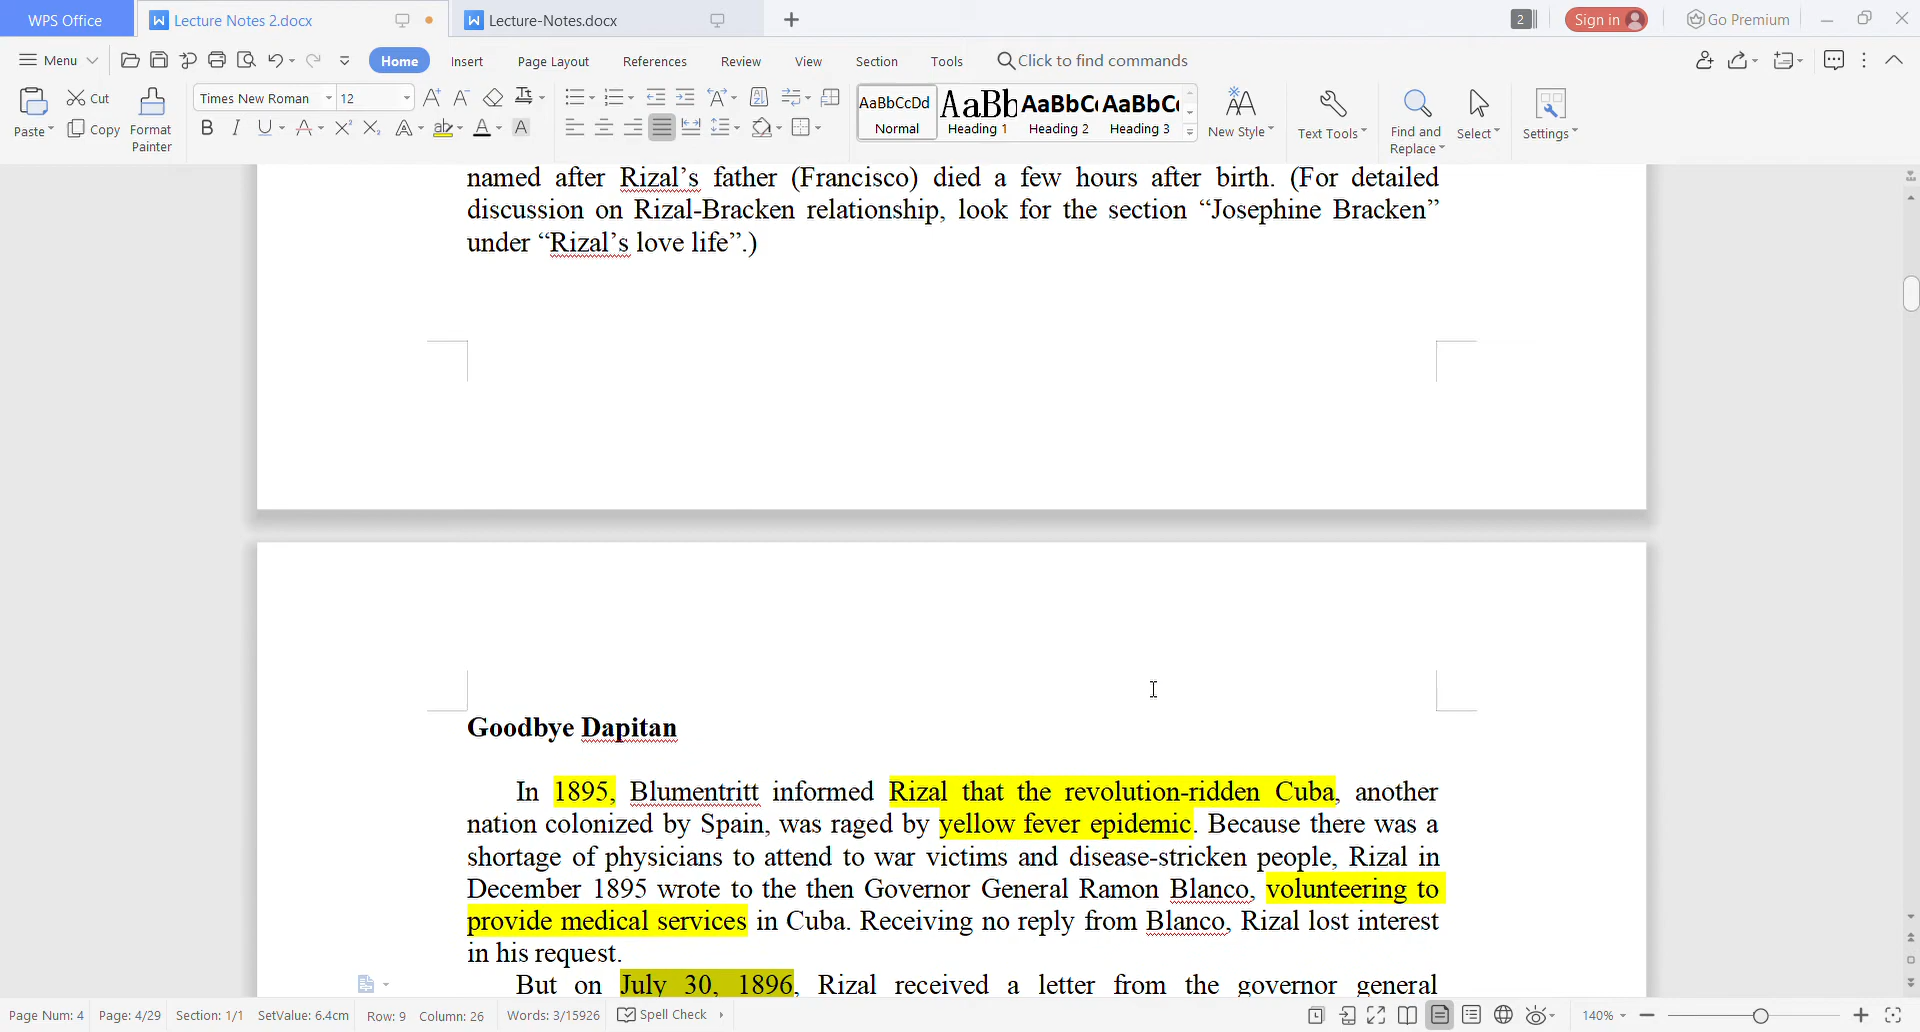 WPS Office
Lecture Notes 2.docx
Lecture-Notes.docx
2
Sign in
Go Premium
Menu
Home
Insert
Page Layout
References
Review
View
Section
Tools
Click to find commands
Paste
Cut
Copy
Format
Painter
Times New Roman
12
AaBbCcDd
Normal
AaBb
Heading 1
AaBbC
Heading 2
AaBbC
Heading 3
New Style
Text Tools
Find and
Replace
Select
Settings
named after Rizal’s father (Francisco) died a few hours after birth. (For detailed
discussion on Rizal-Bracken relationship, look for the section “Josephine Bracken”
under “Rizal’s love life”.)
Goodbye Dapitan
In 1895, Blumentritt informed Rizal that the revolution-ridden Cuba, another
nation colonized by Spain, was raged by yellow fever epidemic. Because there was a
shortage of physicians to attend to war victims and disease-stricken people, Rizal in
December 1895 wrote to the then Governor General Ramon Blanco, volunteering to
provide medical services in Cuba. Receiving no reply from Blanco, Rizal lost interest
in his request.
But on July 30, 1896, Rizal received a letter from the governor general
Page Num: 4
Page: 4/29
Section: 1/1
SetValue: 6.4cm
Row: 9
Column: 26
Words: 3/15926
Spell Check
140%